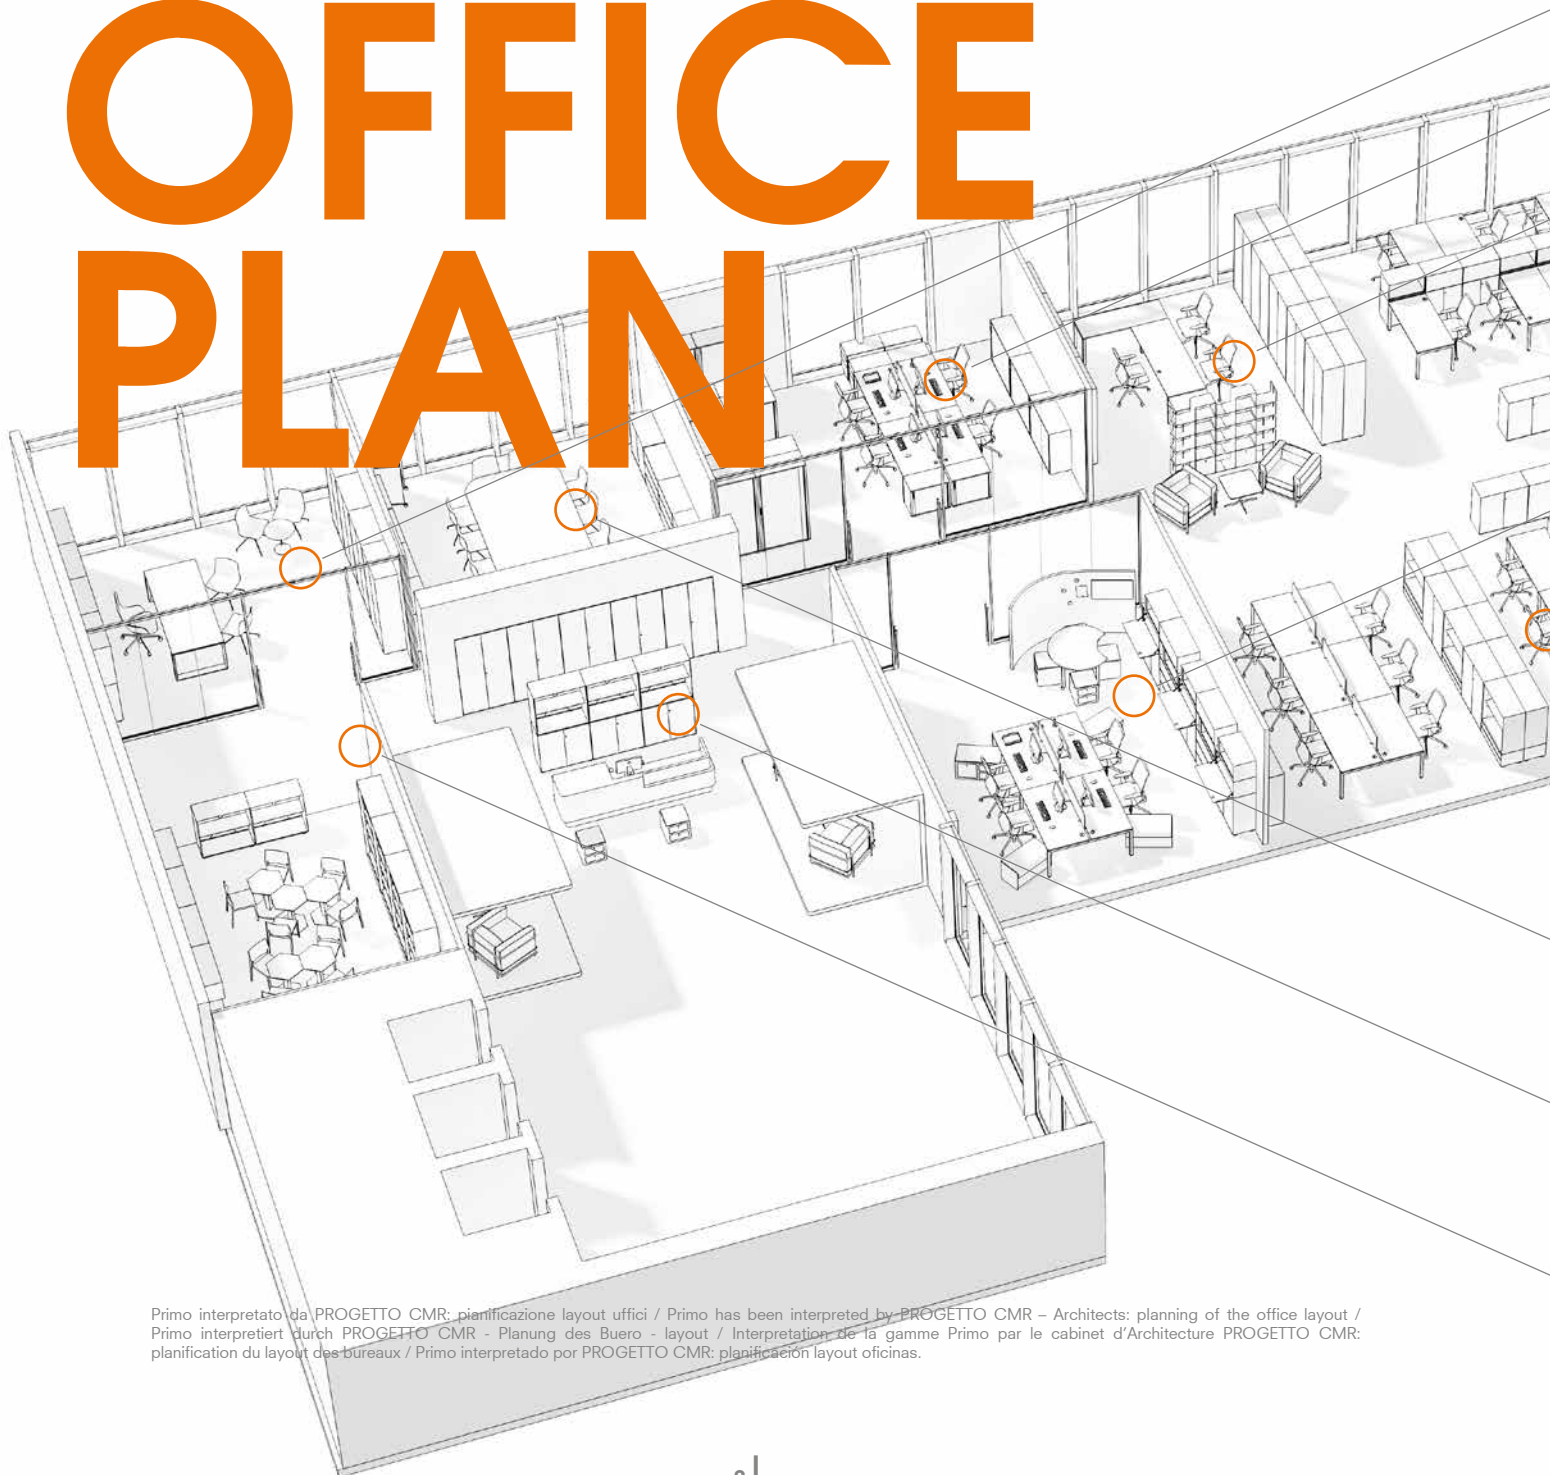 OFFICE
PLAN
Primo interpretato da PROGETTO CMR: pianificazione layout uffici / Primo has been interpreted by PROGETTO CMR – Architects: planning of the office layout /
Primo interpretiert durch PROGETTO CMR - Planung des Buero - layout / Interpretation de la gamme Primo par le cabinet d’Architecture PROGETTO CMR:
planification du layout des bureaux / Primo interpretado por PROGETTO CMR: planificación layout oficinas.